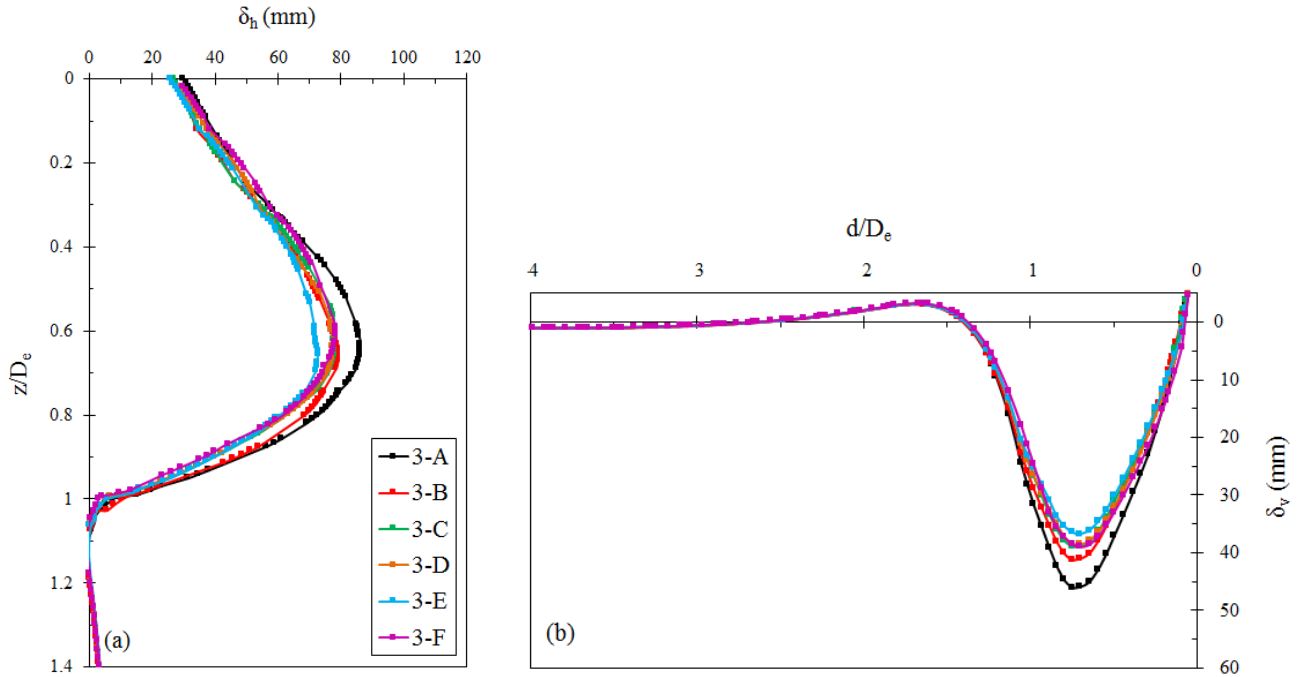 δh (mm)
0 20 40 60 80 100 120
0
0.2
0.4
0.6
0.8
1
1.2
1.4
z/De
3-A
3-B
3-C
3-D
3-E
3-F
(a)
d/De
4 3 2 1 0
0
10
20
30
40
50
60
δv (mm)
(b)